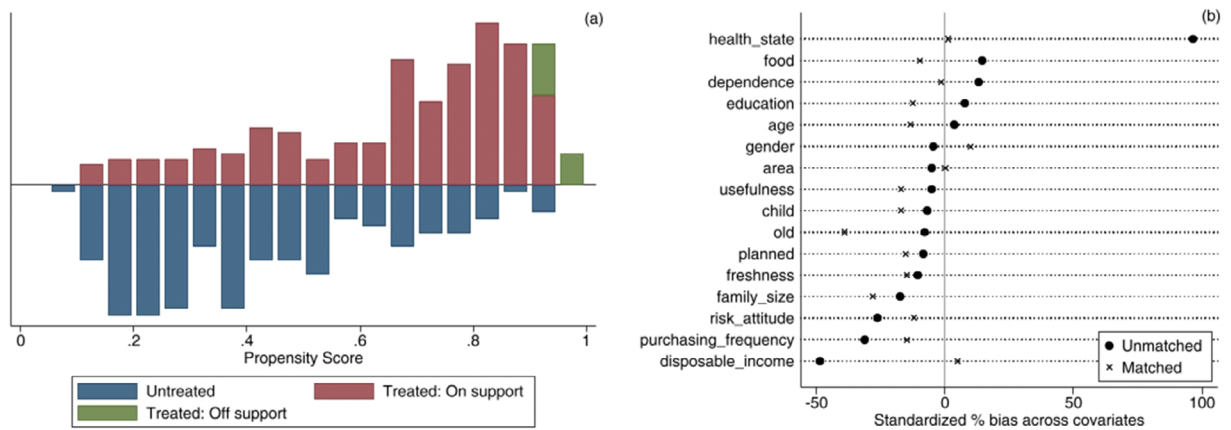 (a)
0
.2
.4
.6
.8
1
Propensity Score
Untreated
Treated: On support
Treated: Off support
(b)
health_state
food
dependence
education
age
gender
area
usefulness
child
old
planned
freshness
family_size
risk_attitude
purchasing_frequency
disposable_income
Unmatched
Matched
-50
0
50
100
Standardized % bias across covariates